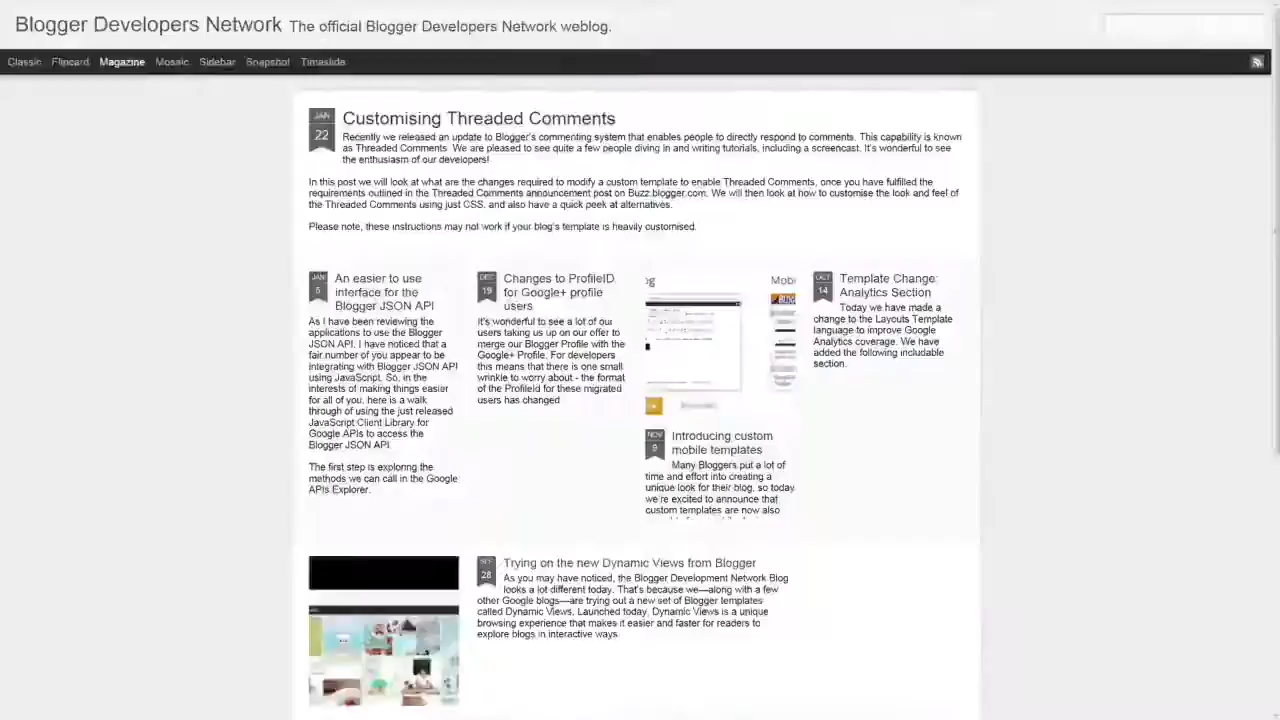 Blogger Developers Network The official Blogger Developers Network weblog.
Classic Flipcard Magazine Mosaic Sidebar Snapshot Timeslide
JAN
22
Customising Threaded Comments
Recently we released an update to Blogger's commenting system that enables people to directly respond to comments. This capability is known
as Threaded Comments. We are pleased to see quite a few people diving in and writing tutorials, including a screencast. It's wonderful to see
the enthusiasm of our developers!
In this post we will look at what are the changes required to modify a custom template to enable Threaded Comments, once you have fulfilled the
requirements outlined in the Threaded Comments announcement post on Buzz.blogger.com. We will then look at how to customise the look and feel of
the Threaded Comments using just CSS, and also have a quick peek at alternatives.
Please note, these instructions may not work if your blog's template is heavily customised.
JAN
5
An easier to use
interface for the
Blogger JSON API
As I have been reviewing the
applications to use the Blogger
JSON API, I have noticed that a
fair number of you appear to be
integrating with Blogger JSON API
using JavaScript. So, in the
interests of making things easier
for all of you, here is a walk
through of using the just released
JavaScript Client Library for
Google APIs to access the
Blogger JSON API.
The first step is exploring the
methods we can call in the Google
APIs Explorer.
DEC
19
Changes to ProfileID
for Google+ profile
users
It's wonderful to see a lot of our
users taking us up on our offer to
merge our Blogger Profile with the
Google+ Profile. For developers
this means that there is one small
wrinkle to worry about - the format
of the ProfileId for these migrated
users has changed
og Mobi
NOV
9
Introducing custom
mobile templates
Many Bloggers put a lot of
time and effort into creating a
unique look for their blog, so today
we're excited to announce that
custom templates are now also
OCT
14
Template Change:
Analytics Section
Today we have made a
change to the Layouts Template
language to improve Google
Analytics coverage. We have
added the following includable
section.
SEP
28
Trying on the new Dynamic Views from Blogger
As you may have noticed, the Blogger Development Network Blog
looks a lot different today. That's because we—along with a few
other Google blogs—are trying out a new set of Blogger templates
called Dynamic Views. Launched today, Dynamic Views is a unique
browsing experience that makes it easier and faster for readers to
explore blogs in interactive ways.